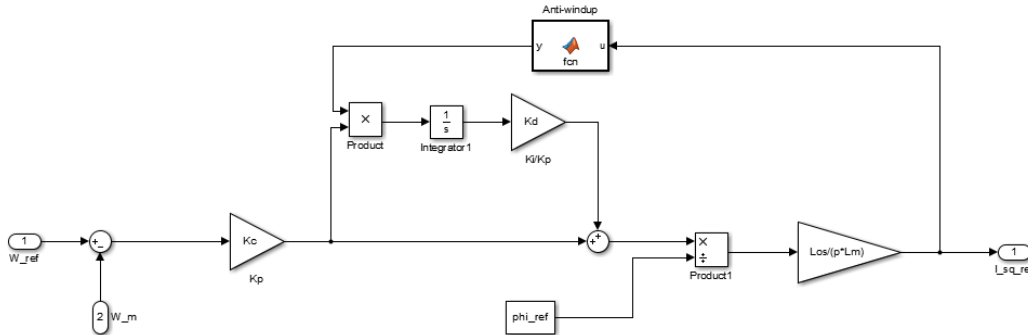 Anti-windup
y
u
fcn
×
Product
1
s
Integrator1
Kd
Ki/Kp
1
W_ref
+
−
2
W_m
Kc
Kp
+
+
×
÷
Product1
phi_ref
Los/(p*Lm)
1
I_sq_re